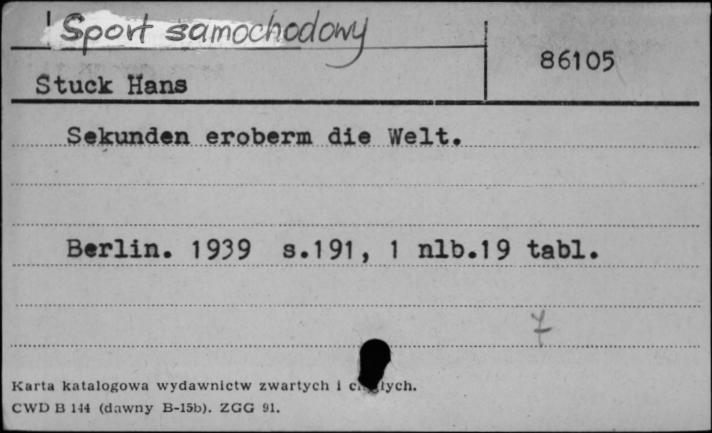 Sport samochodowy
86105
Stuck Hans
Sekunden eroberm die Welt.
Berlin. 1939 s.191, 1 nlb.19 tabl.
7
Karta katalogowa wydawnictw zwartych i
CWD B 144 (dawny B-15b). ZGG 91.